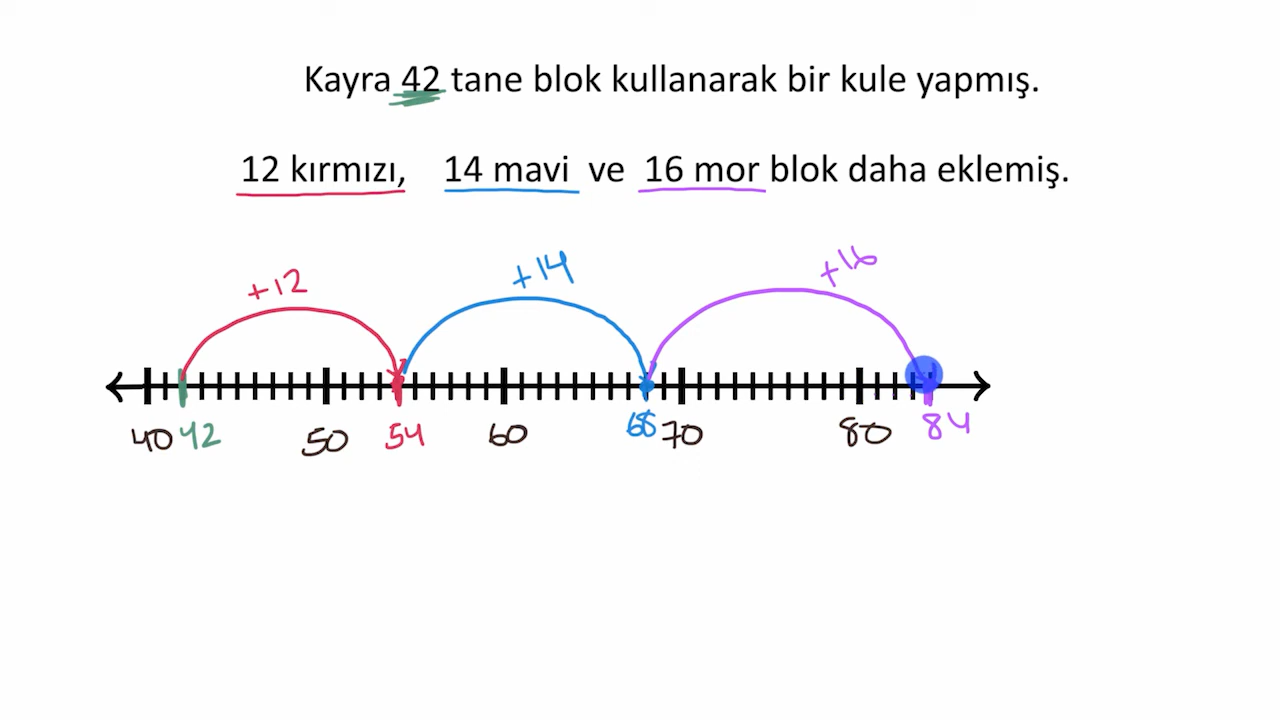 Kayra 42 tane blok kullanarak bir kule yapmış.
12 kırmızı, 14 mavi ve 16 mor blok daha eklemiş.
+12 +14 +16
40 42 50 54 60 68 70 80 84